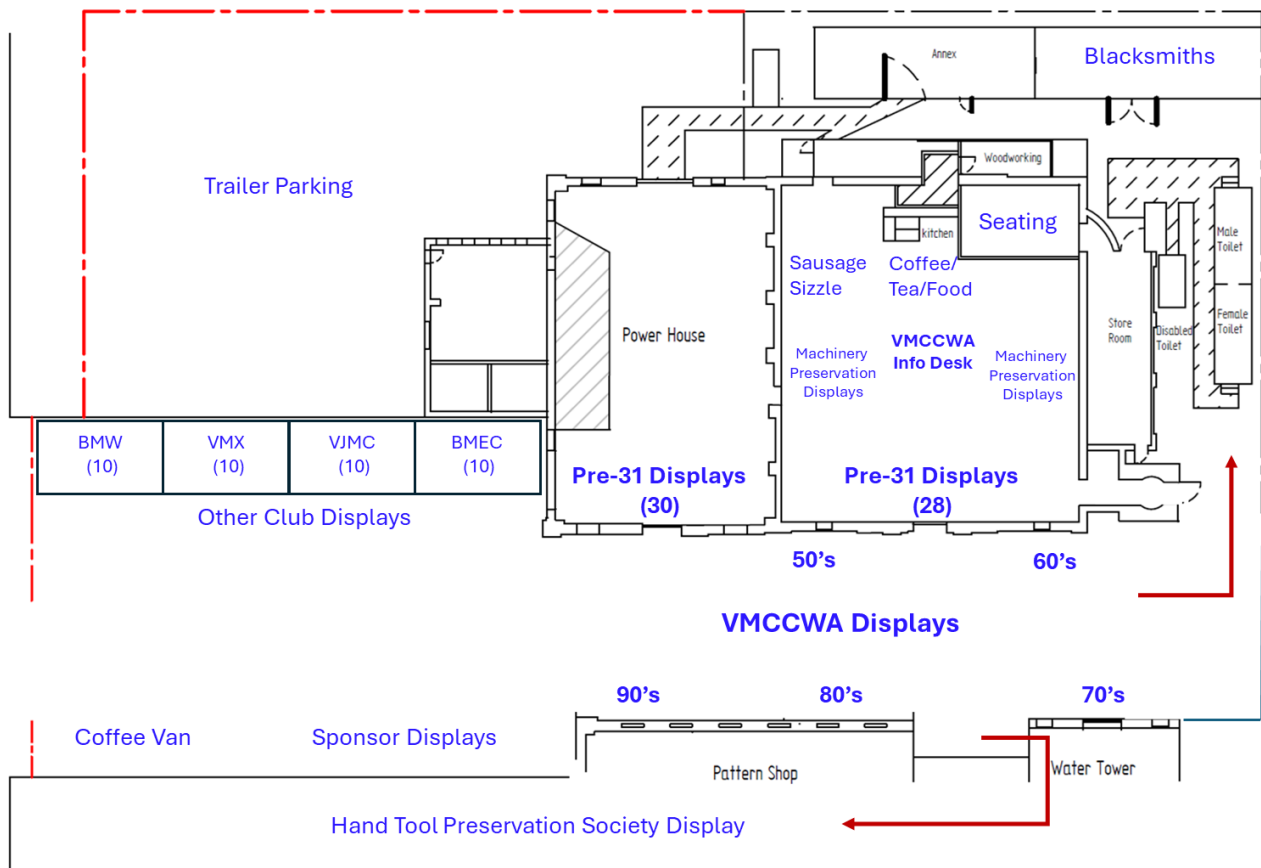 Annex
Blacksmiths
Woodworking
Trailer Parking
Seating
kitchen
Male
Toilet
Sausage
Sizzle
Coffee/
Tea/Food
Power House
VMCCWA
Info Desk
Store
Room
Disabled
Toilet
Female
Toilet
Machinery
Preservation
Displays
Machinery
Preservation
Displays
BMW
(10)
VMX
(10)
VJMC
(10)
BMEC
(10)
Pre-31 Displays
(30)
Pre-31 Displays
(28)
Other Club Displays
50's
60's
VMCCWA Displays
90's
80's
70's
Coffee Van
Sponsor Displays
Pattern Shop
Water Tower
Hand Tool Preservation Society Display